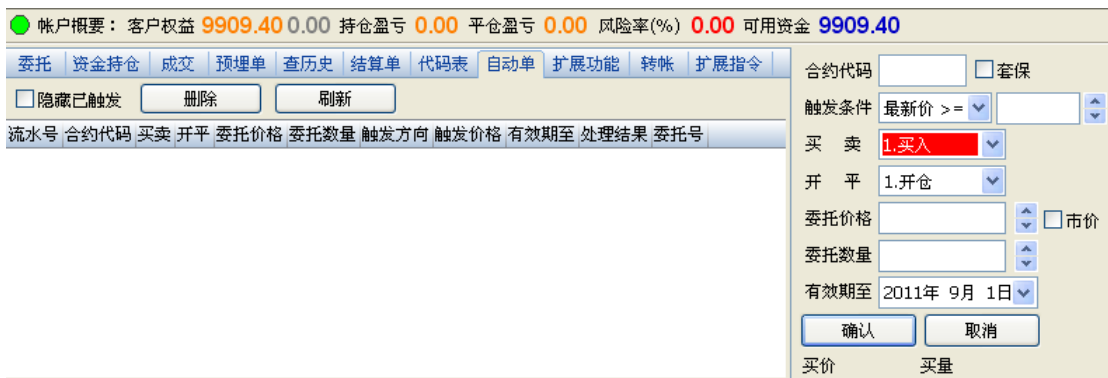 帐户概要： 客户权益 9909.40 0.00 持仓盈亏 0.00 平仓盈亏 0.00 风险率(%) 0.00 可用资金 9909.40
委托 资金持仓 成交 预埋单 查历史 结算单 代码表 自动单 扩展功能 转帐 扩展指令
隐藏已触发 删除 刷新
流水号 合约代码 买卖 开平 委托价格 委托数量 触发方向 触发价格 有效期至 处理结果 委托号
合约代码 套保
触发条件 最新价 >=
买 卖 1.买入
开 平 1.开仓
委托价格 市价
委托数量
有效期至 2011年 9月 1日
确认 取消
买价 买量